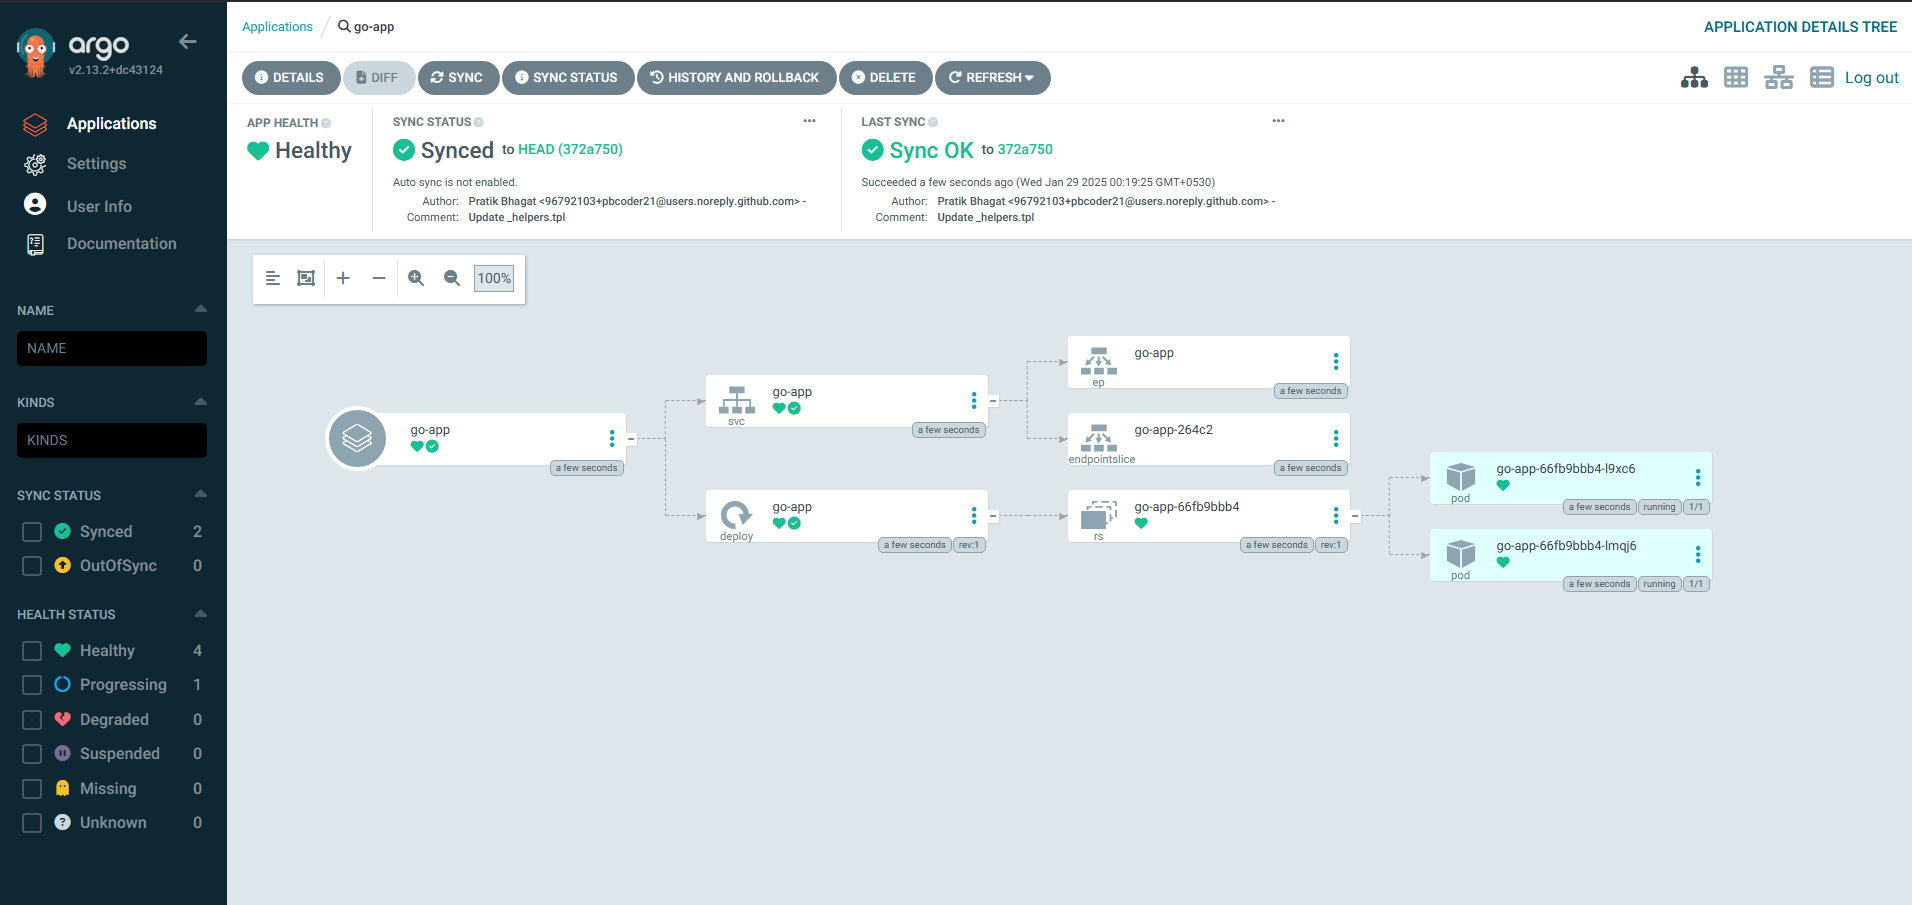 argo
v2.13.2+dc43124
Applications
Settings
User Info
Documentation
NAME
NAME
KINDS
KINDS
SYNC STATUS
Synced 2
OutOfSync 0
HEALTH STATUS
Healthy 4
Progressing 1
Degraded 0
Suspended 0
Missing 0
Unknown 0
Applications / go-app
APPLICATION DETAILS TREE
DETAILS DIFF SYNC SYNC STATUS HISTORY AND ROLLBACK DELETE REFRESH
Log out
APP HEALTH
Healthy
SYNC STATUS
Synced to HEAD (372a750)
Auto sync is not enabled.
Author: Pratik Bhagat <96792103+pbcoder21@users.noreply.github.com> -
Comment: Update _helpers.tpl
LAST SYNC
Sync OK to 372a750
Succeeded a few seconds ago (Wed Jan 29 2025 00:19:25 GMT+0530)
Author: Pratik Bhagat <96792103+pbcoder21@users.noreply.github.com> -
Comment: Update _helpers.tpl
100%
go-app
a few seconds
go-app
svc
a few seconds
go-app
deploy
a few seconds rev:1
go-app
ep
a few seconds
go-app-264c2
endpointslice
a few seconds
go-app-66fb9bbb4
rs
a few seconds rev:1
go-app-66fb9bbb4-l9xc6
pod
a few seconds running 1/1
go-app-66fb9bbb4-lmqj6
pod
a few seconds running 1/1